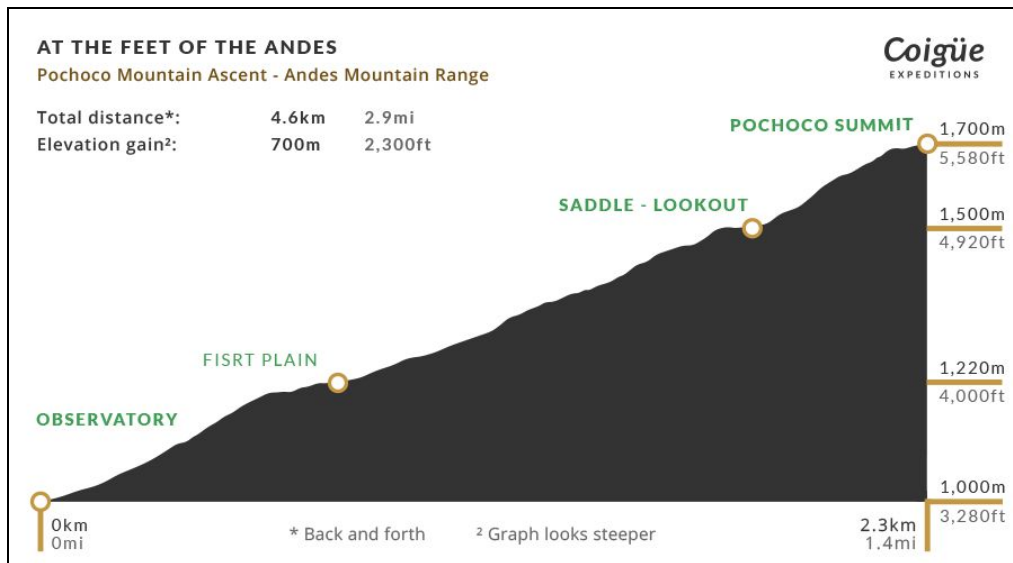 AT THE FEET OF THE ANDES
Pochoco Mountain Ascent - Andes Mountain Range
Coigüe
EXPEDITIONS
Total distance*: 4.6km 2.9mi
Elevation gain²: 700m 2,300ft
POCHOCO SUMMIT
1,700m
5,580ft
SADDLE - LOOKOUT
1,500m
4,920ft
FISRT PLAIN
1,220m
4,000ft
OBSERVATORY
1,000m
3,280ft
0km
0mi
* Back and forth
² Graph looks steeper
2.3km
1.4mi